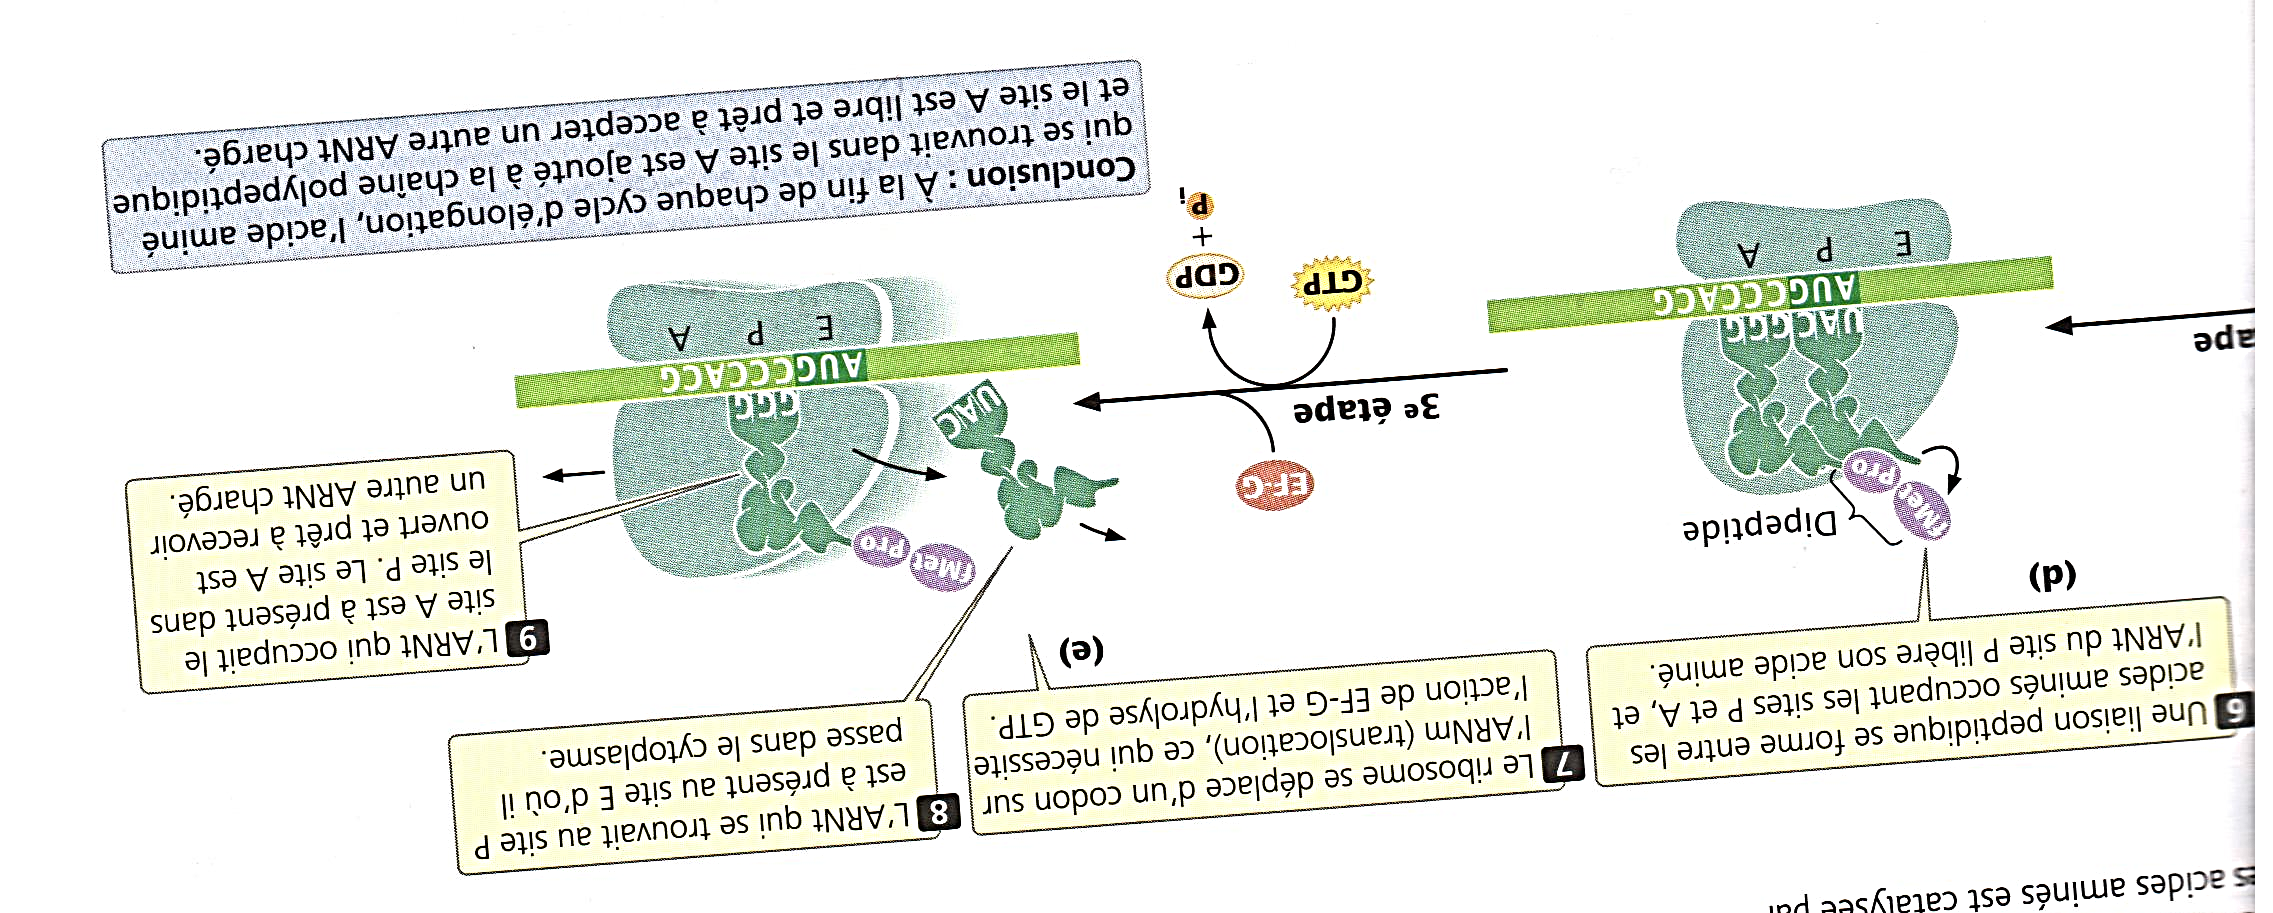 acides aminés est catalysée par
6 Une liaison peptidique se forme entre les
acides aminés occupant les sites P et A, et
l'ARNt du site P libère son acide aminé.
7 Le ribosome se déplace d'un codon sur
l'ARNm (translocation), ce qui nécessite
l'action de EF-G et l'hydrolyse de GTP.
8 L'ARNt qui se trouvait au site P
est à présent au site E d'où il
passe dans le cytoplasme.
9 L'ARNt qui occupait le
site A est à présent dans
le site P. Le site A est
ouvert et prêt à recevoir
un autre ARNt chargé.
(d)
Dipeptide
fMet
Pro
UACGGG
AUGCCCACG
E P A
EF-G
3e étape
GTP
GDP
+
Pi
(e)
fMet
Pro
UAC
GGG
AUGCCCACG
E P A
Conclusion : À la fin de chaque cycle d'élongation, l'acide aminé
qui se trouvait dans le site A est ajouté à la chaîne polypeptidique
et le site A est libre et prêt à accepter un autre ARNt chargé.